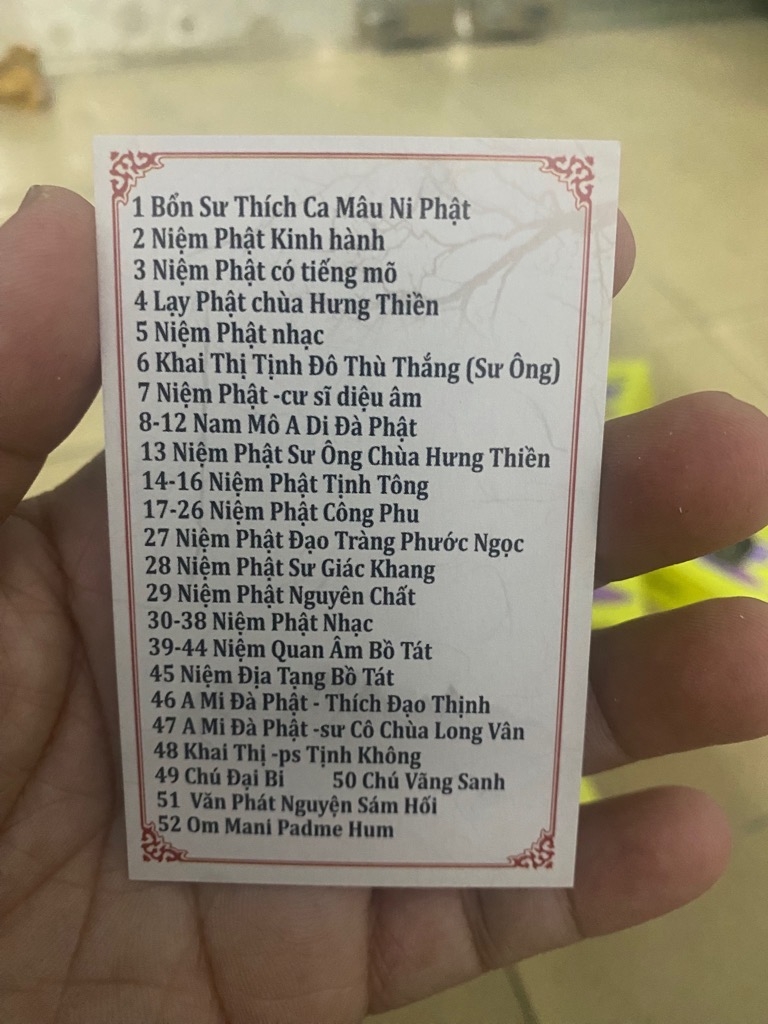 1 Bổn Sư Thích Ca Mâu Ni Phật
2 Niệm Phật Kinh hành
3 Niệm Phật có tiếng mõ
4 Lạy Phật chùa Hưng Thiền
5 Niệm Phật nhạc
6 Khai Thị Tịnh Đô Thù Thắng (Sư Ông)
7 Niệm Phật -cư sĩ diệu âm
8-12 Nam Mô A Di Đà Phật
13 Niệm Phật Sư Ông Chùa Hưng Thiền
14-16 Niệm Phật Tịnh Tông
17-26 Niệm Phật Công Phu
27 Niệm Phật Đạo Tràng Phước Ngọc
28 Niệm Phật Sư Giác Khang
29 Niệm Phật Nguyên Chất
30-38 Niệm Phật Nhạc
39-44 Niệm Quan Âm Bồ Tát
45 Niệm Địa Tạng Bồ Tát
46 A Mi Đà Phật - Thích Đạo Thịnh
47 A Mi Đà Phật -sư Cô Chùa Long Vân
48 Khai Thị -ps Tịnh Không
49 Chú Đại Bi 50 Chú Vãng Sanh
51 Văn Phát Nguyện Sám Hối
52 Om Mani Padme Hum